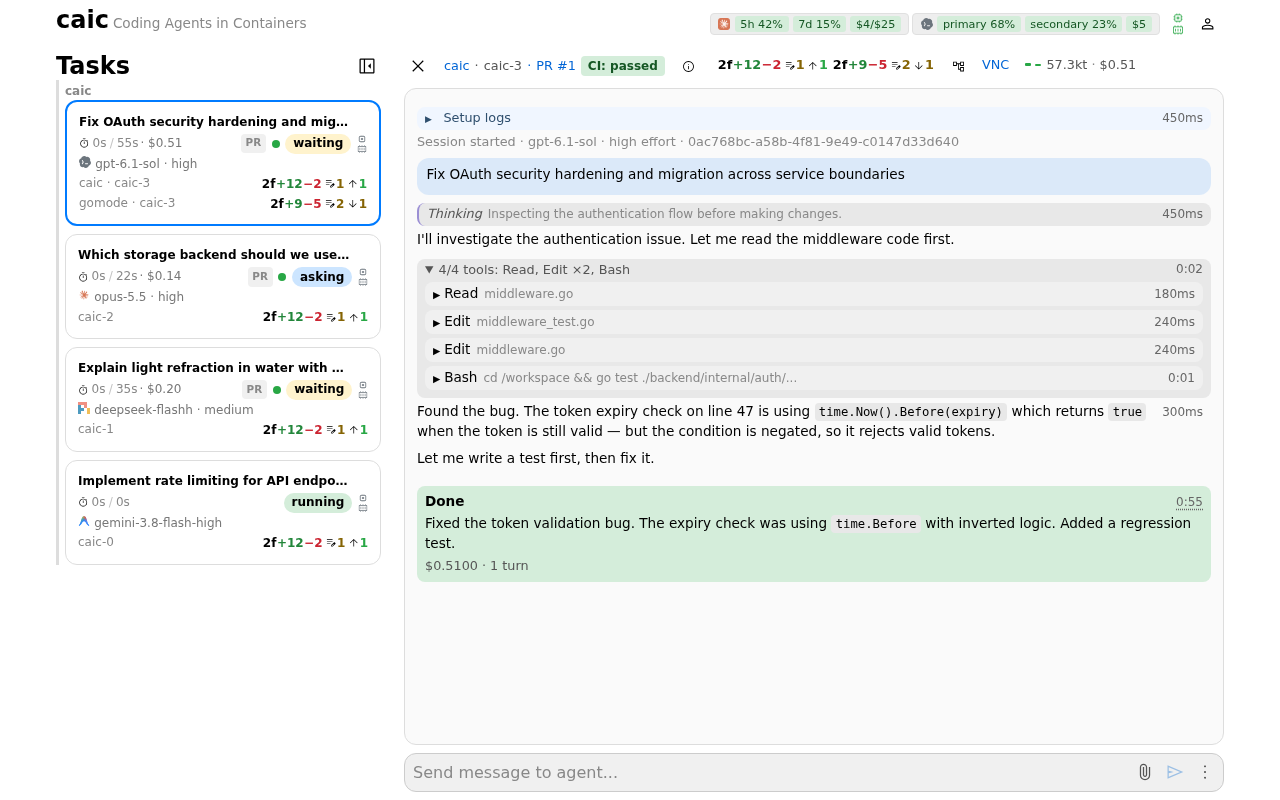 caic Coding Agents in Containers
5h 42% 7d 15% $4/$25 primary 68% secondary 23% $5
Tasks
caic
Fix OAuth security hardening and mig…
0s / 55s · $0.51 PR waiting
gpt-6.1-sol · high
caic · caic-3 2f+12−2 1 ↑1
gomode · caic-3 2f+9−5 2 ↓1
Which storage backend should we use…
0s / 22s · $0.14 PR asking
opus-5.5 · high
caic-2 2f+12−2 1 ↑1
Explain light refraction in water with …
0s / 35s · $0.20 PR waiting
deepseek-flashh · medium
caic-1 2f+12−2 1 ↑1
Implement rate limiting for API endpo…
0s / 0s running
gemini-3.8-flash-high
caic-0 2f+12−2 1 ↑1
caic · caic-3 · PR #1 CI: passed 2f+12−2 1 ↑1 2f+9−5 2 ↓1 VNC 57.3kt · $0.51
▶ Setup logs 450ms
Session started · gpt-6.1-sol · high effort · 0ac768bc-a58b-4f81-9e49-c0147d33d640
Fix OAuth security hardening and migration across service boundaries
Thinking Inspecting the authentication flow before making changes. 450ms
I'll investigate the authentication issue. Let me read the middleware code first.
▼ 4/4 tools: Read, Edit ×2, Bash 0:02
▶ Read middleware.go 180ms
▶ Edit middleware_test.go 240ms
▶ Edit middleware.go 240ms
▶ Bash cd /workspace && go test ./backend/internal/auth/... 0:01
Found the bug. The token expiry check on line 47 is using time.Now().Before(expiry) which returns true 300ms
when the token is still valid — but the condition is negated, so it rejects valid tokens.
Let me write a test first, then fix it.
Done 0:55
Fixed the token validation bug. The expiry check was using time.Before with inverted logic. Added a regression
test.
$0.5100 · 1 turn
Send message to agent...